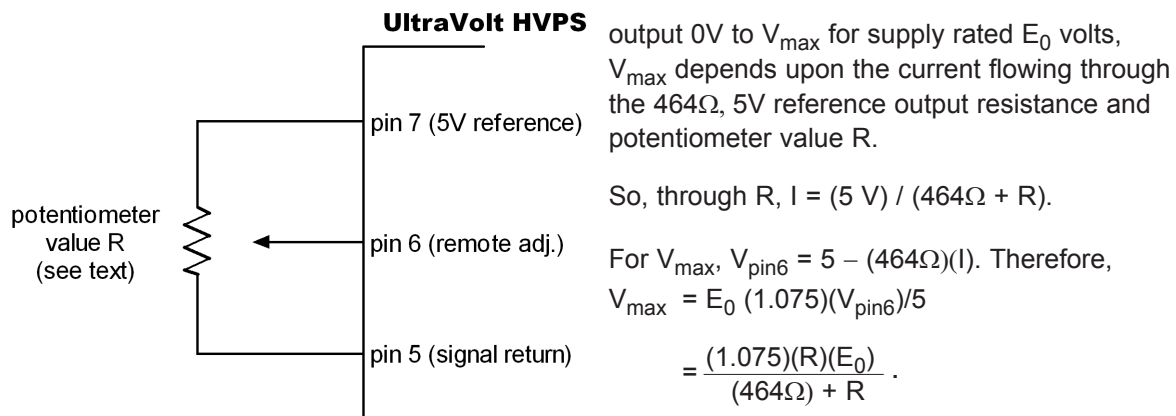 UltraVolt HVPS
pin 7 (5V reference)
potentiometer
value R
(see text)
pin 6 (remote adj.)
pin 5 (signal return)
output 0V to Vmax for supply rated E0 volts,
Vmax depends upon the current flowing through
the 464Ω, 5V reference output resistance and
potentiometer value R.
So, through R, I = (5 V) / (464Ω + R).
For Vmax, Vpin6 = 5 – (464Ω)(I). Therefore,
Vmax = E0 (1.075)(Vpin6)/5
= (1.075)(R)(E0)
(464Ω) + R .